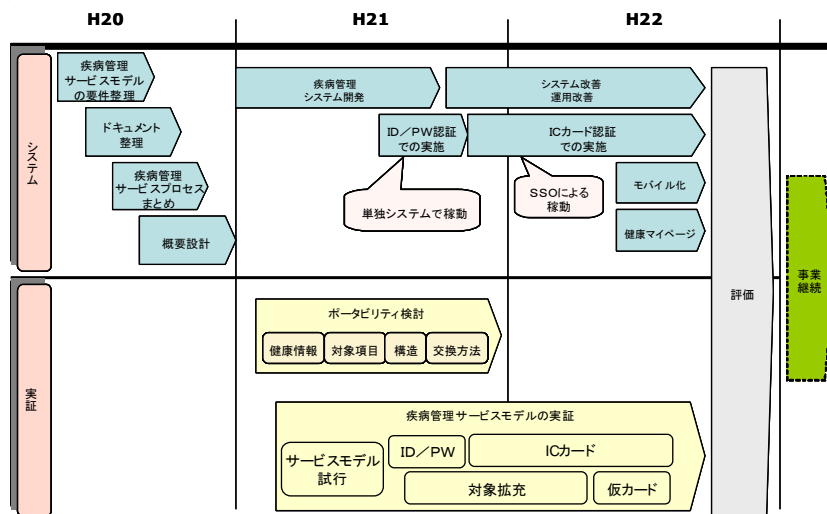 H20
H21
H22
システム
疾病管理
サービスモデル
の要件整理
ドキュメント
整理
疾病管理
サービスプロセス
まとめ
概要設計
疾病管理
システム開発
システム改善
運用改善
ID／PW認証
での実施
ICカード認証
での実施
単独システムで稼動
SSOによる
稼動
モバイル化
健康マイページ
評価
事業
継続
実証
ポータビリティ検討
健康情報
対象項目
構造
交換方法
疾病管理サービスモデルの実証
サービスモデル
試行
ID／PW
ICカード
対象拡充
仮カード